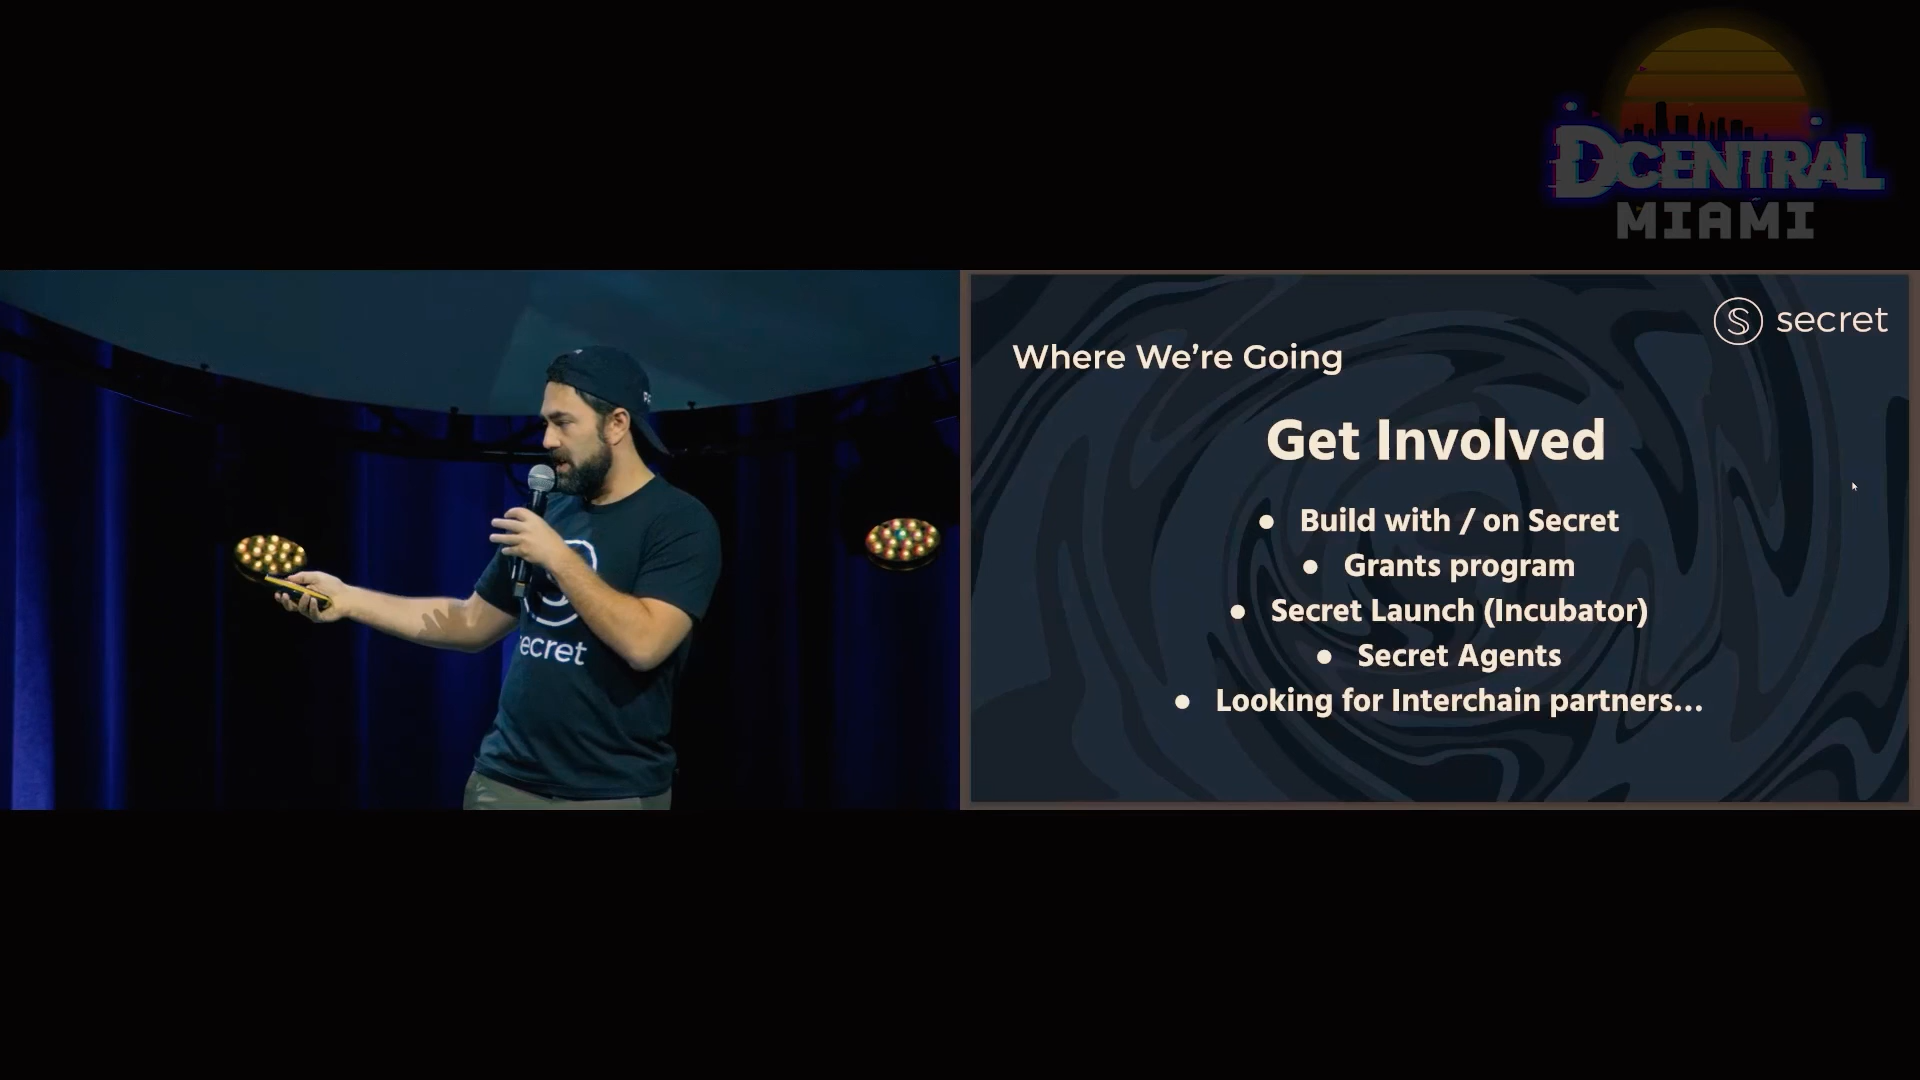 DCENTRAL
MIAMI
secret
Where We're Going
Get Involved
• Build with / on Secret
• Grants program
• Secret Launch (Incubator)
• Secret Agents
• Looking for Interchain partners...
ecret